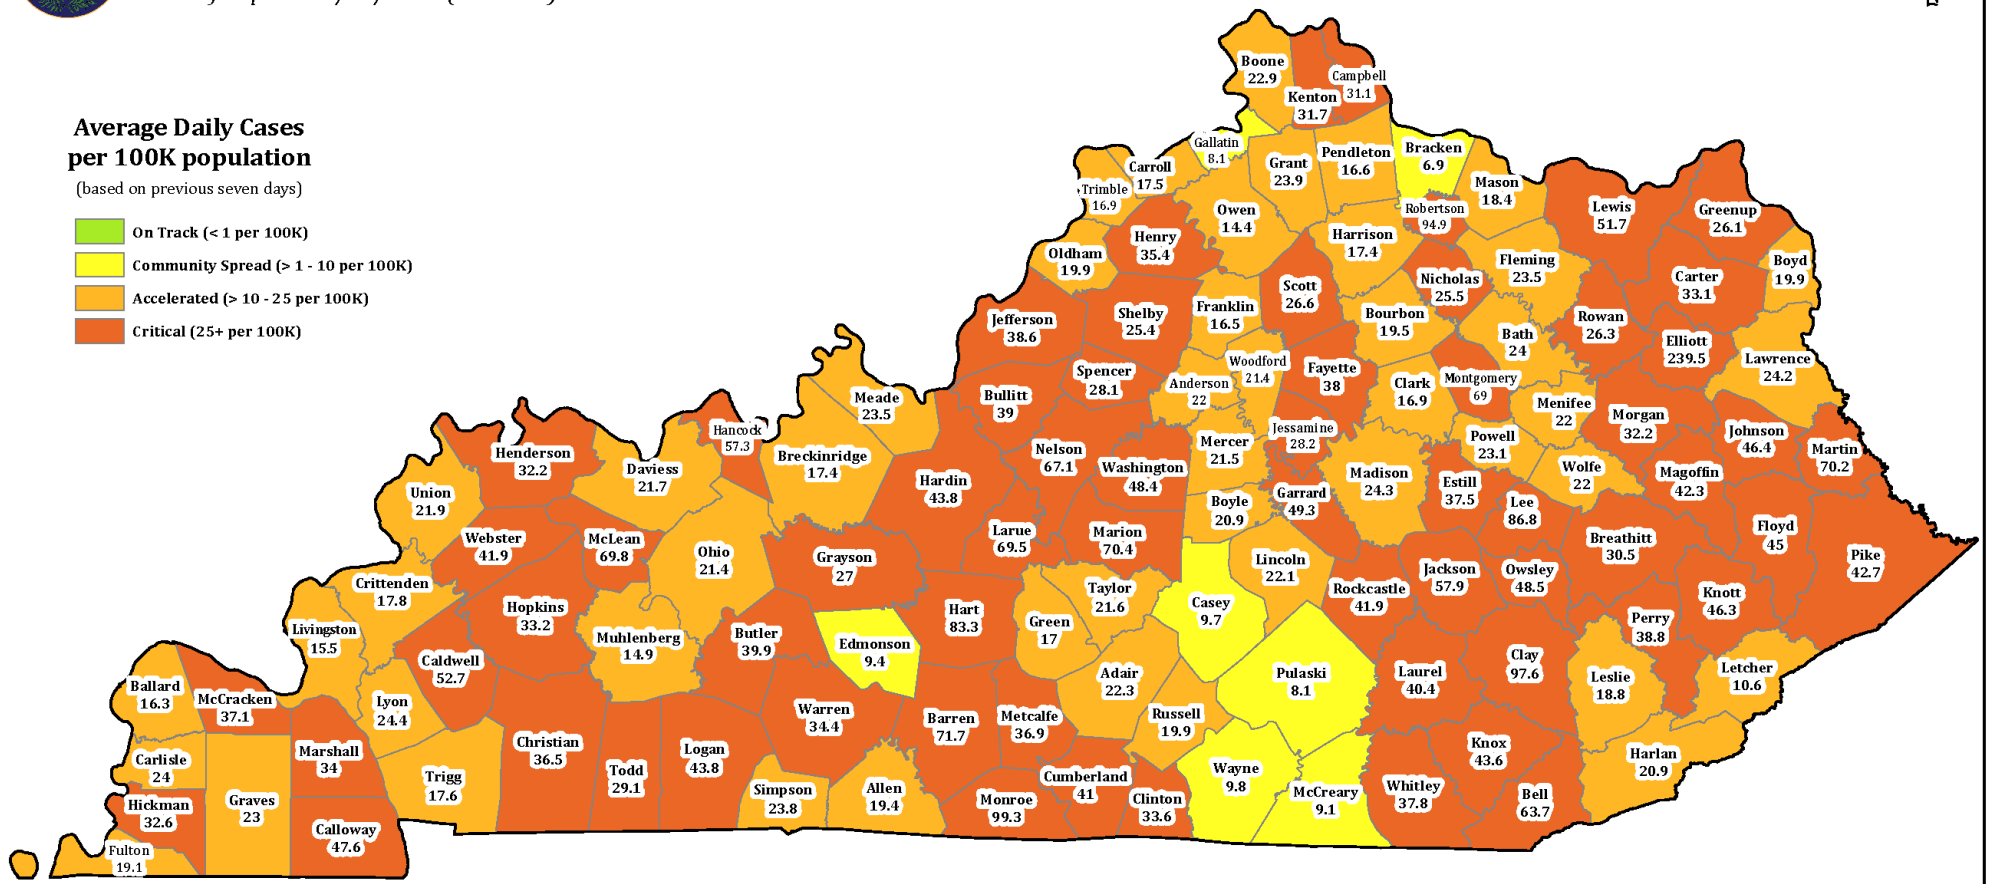 Average Daily Cases
per 100K population
(based on previous seven days)
On Track (< 1 per 100K)
Community Spread (> 1 - 10 per 100K)
Accelerated (> 10 - 25 per 100K)
Critical (25+ per 100K)
Boone
22.9
Kenton
31.7
Campbell
31.1
Gallatin
8.1
Carroll
17.5
Trimble
16.9
Grant
23.9
Pendleton
16.6
Bracken
6.9
Mason
18.4
Robertson
94.9
Lewis
51.7
Greenup
26.1
Boyd
19.9
Owen
14.4
Henry
35.4
Oldham
19.9
Harrison
17.4
Fleming
23.5
Nicholas
25.5
Carter
33.1
Scott
26.6
Franklin
16.5
Shelby
25.4
Jefferson
38.6
Bourbon
19.5
Bath
24
Rowan
26.3
Elliott
239.5
Lawrence
24.2
Woodford
21.4
Fayette
38
Anderson
22
Spencer
28.1
Bullitt
39
Clark
16.9
Montgomery
69
Menifee
22
Morgan
32.2
Johnson
46.4
Martin
70.2
Meade
23.5
Hancock
57.3
Breckinridge
17.4
Henderson
32.2
Daviess
21.7
Union
21.9
Hardin
43.8
Nelson
67.1
Washington
48.4
Mercer
21.5
Jessamine
28.2
Madison
24.3
Powell
23.1
Estill
37.5
Wolfe
22
Magoffin
42.3
Floyd
45
Pike
42.7
Boyle
20.9
Garrard
49.3
Lee
86.8
Breathitt
30.5
Webster
41.9
McLean
69.8
Ohio
21.4
Grayson
27
Larue
69.5
Marion
70.4
Lincoln
22.1
Rockcastle
41.9
Jackson
57.9
Owsley
48.5
Knott
46.3
Perry
38.8
Crittenden
17.8
Livingston
15.5
Hopkins
33.2
Muhlenberg
14.9
Butler
39.9
Edmonson
9.4
Hart
83.3
Green
17
Taylor
21.6
Casey
9.7
Pulaski
8.1
Laurel
40.4
Clay
97.6
Leslie
18.8
Letcher
10.6
Caldwell
52.7
Lyon
24.4
Ballard
16.3
McCracken
37.1
Carlisle
24
Marshall
34
Trigg
17.6
Christian
36.5
Todd
29.1
Logan
43.8
Warren
34.4
Barren
71.7
Metcalfe
36.9
Adair
22.3
Russell
19.9
Wayne
9.8
McCreary
9.1
Whitley
37.8
Knox
43.6
Bell
63.7
Harlan
20.9
Hickman
32.6
Graves
23
Calloway
47.6
Fulton
19.1
Simpson
23.8
Allen
19.4
Monroe
99.3
Cumberland
41
Clinton
33.6